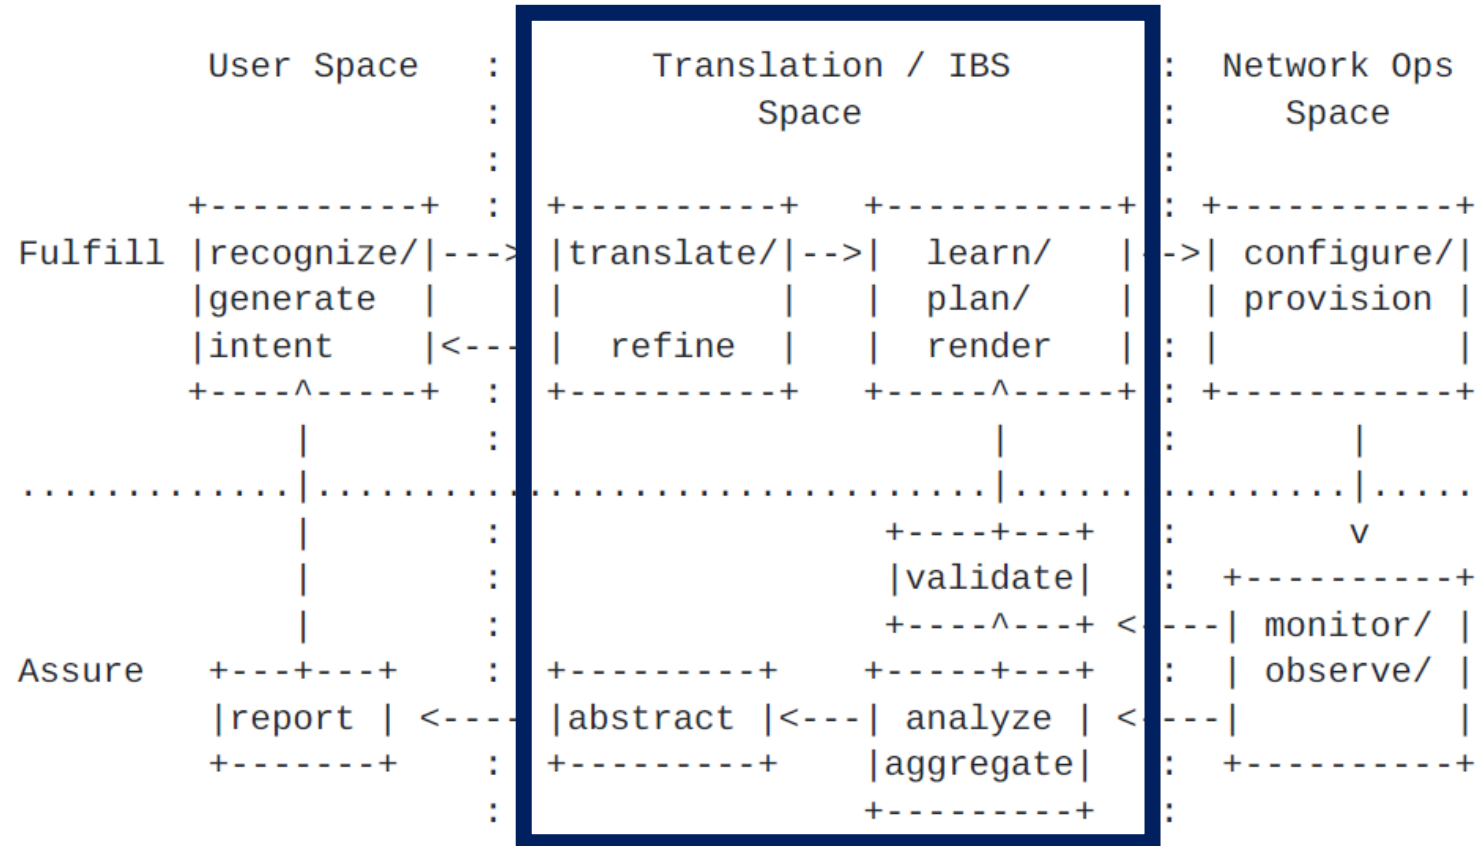 User Space   :   Translation / IBS   :   Network Ops
:   Space   :   Space
:   :
+----------+   :   +----------+   +-----------+ : +-----------+
Fulfill |recognize/|---> |translate/|-->|  learn/   |-->| configure/|
|generate  |     |          |   |  plan/    |   | provision |
|intent    |<--- |  refine  |   |  render   | : |           |
+----^-----+   :   +----------+   +-----^-----+ : +-----------+
|   :   |   :   |
.............|.................................|................|.....
|   :   +----+---+   :   v
|   :   |validate|   :   +----------+
|   :   +----^---+ <----| monitor/ |
Assure   +---+---+   :   +---------+   +-----+---+   :   | observe/ |
|report | <---- |abstract |<---| analyze | <----|          |
+-------+   :   +---------+   |aggregate|   :   +----------+
:   +---------+   :